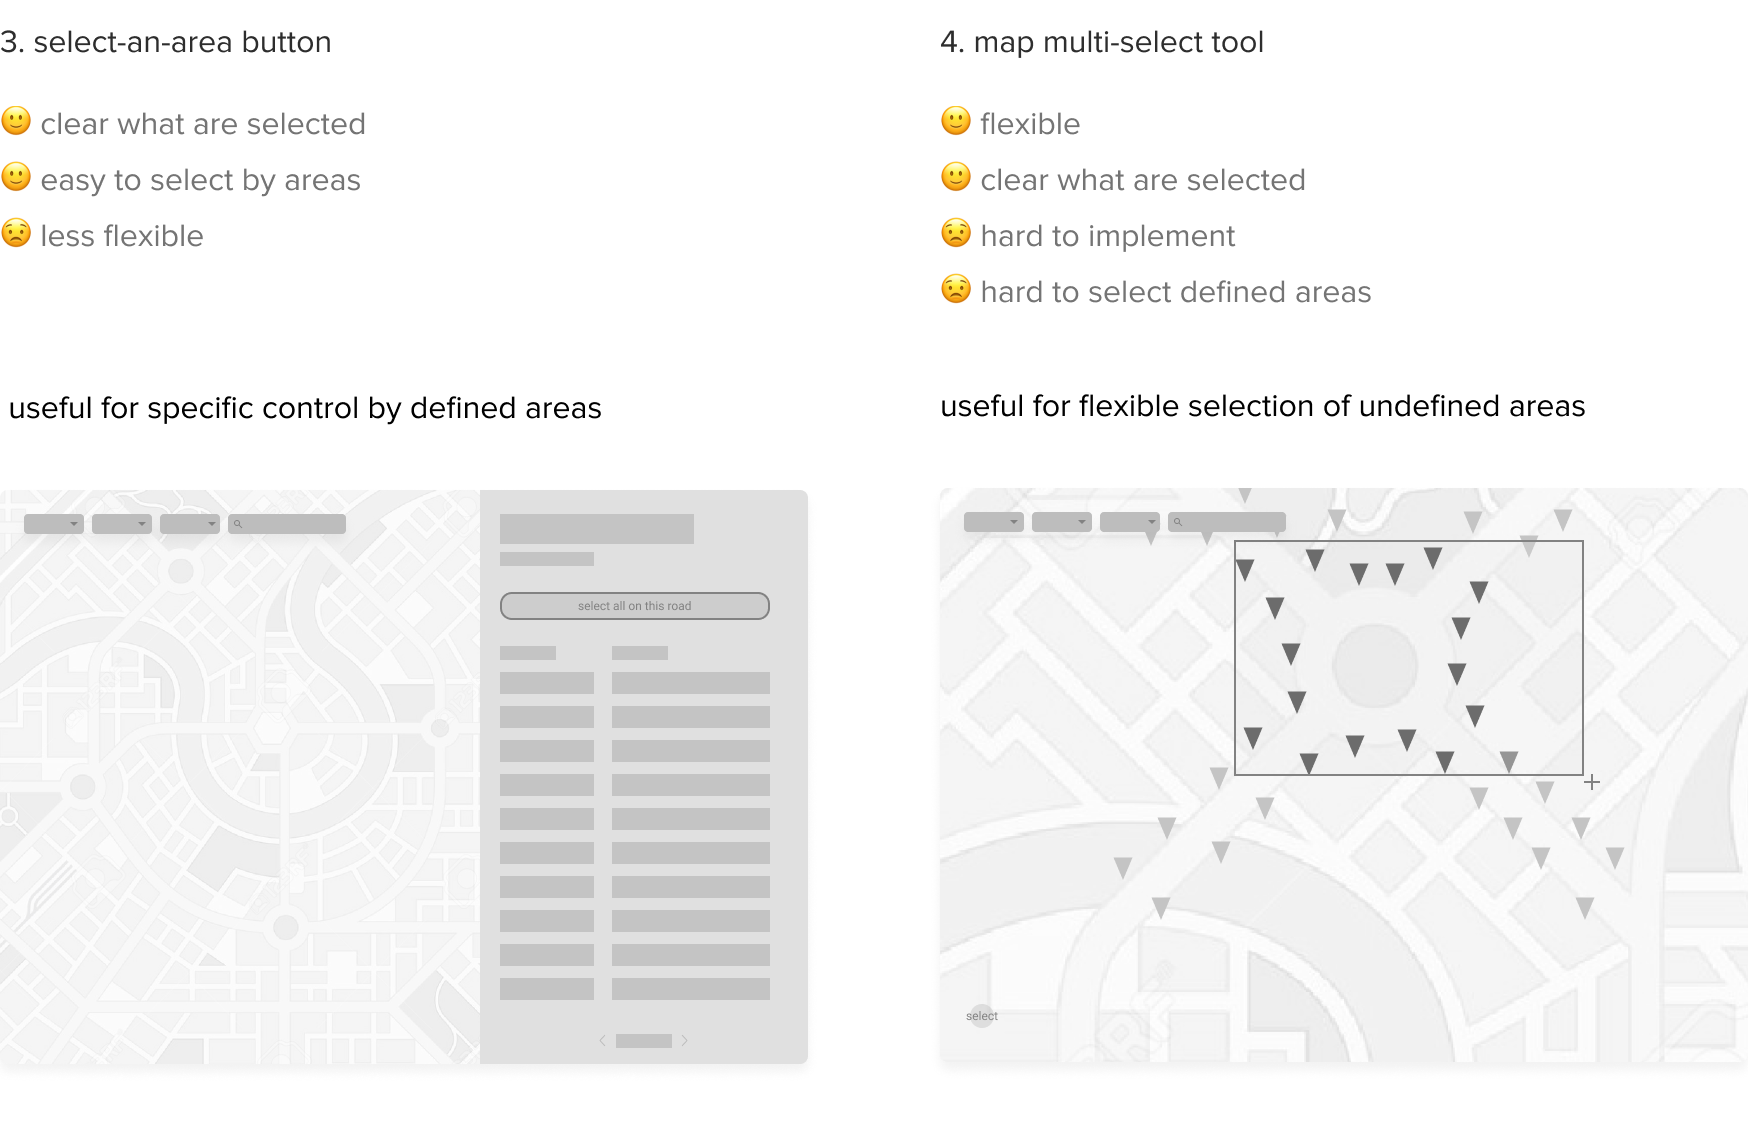 3. select-an-area button
🙂 clear what are selected
🙂 easy to select by areas
😟 less flexible
useful for specific control by defined areas
select all on this road
4. map multi-select tool
🙂 flexible
🙂 clear what are selected
😟 hard to implement
😟 hard to select defined areas
useful for flexible selection of undefined areas
select